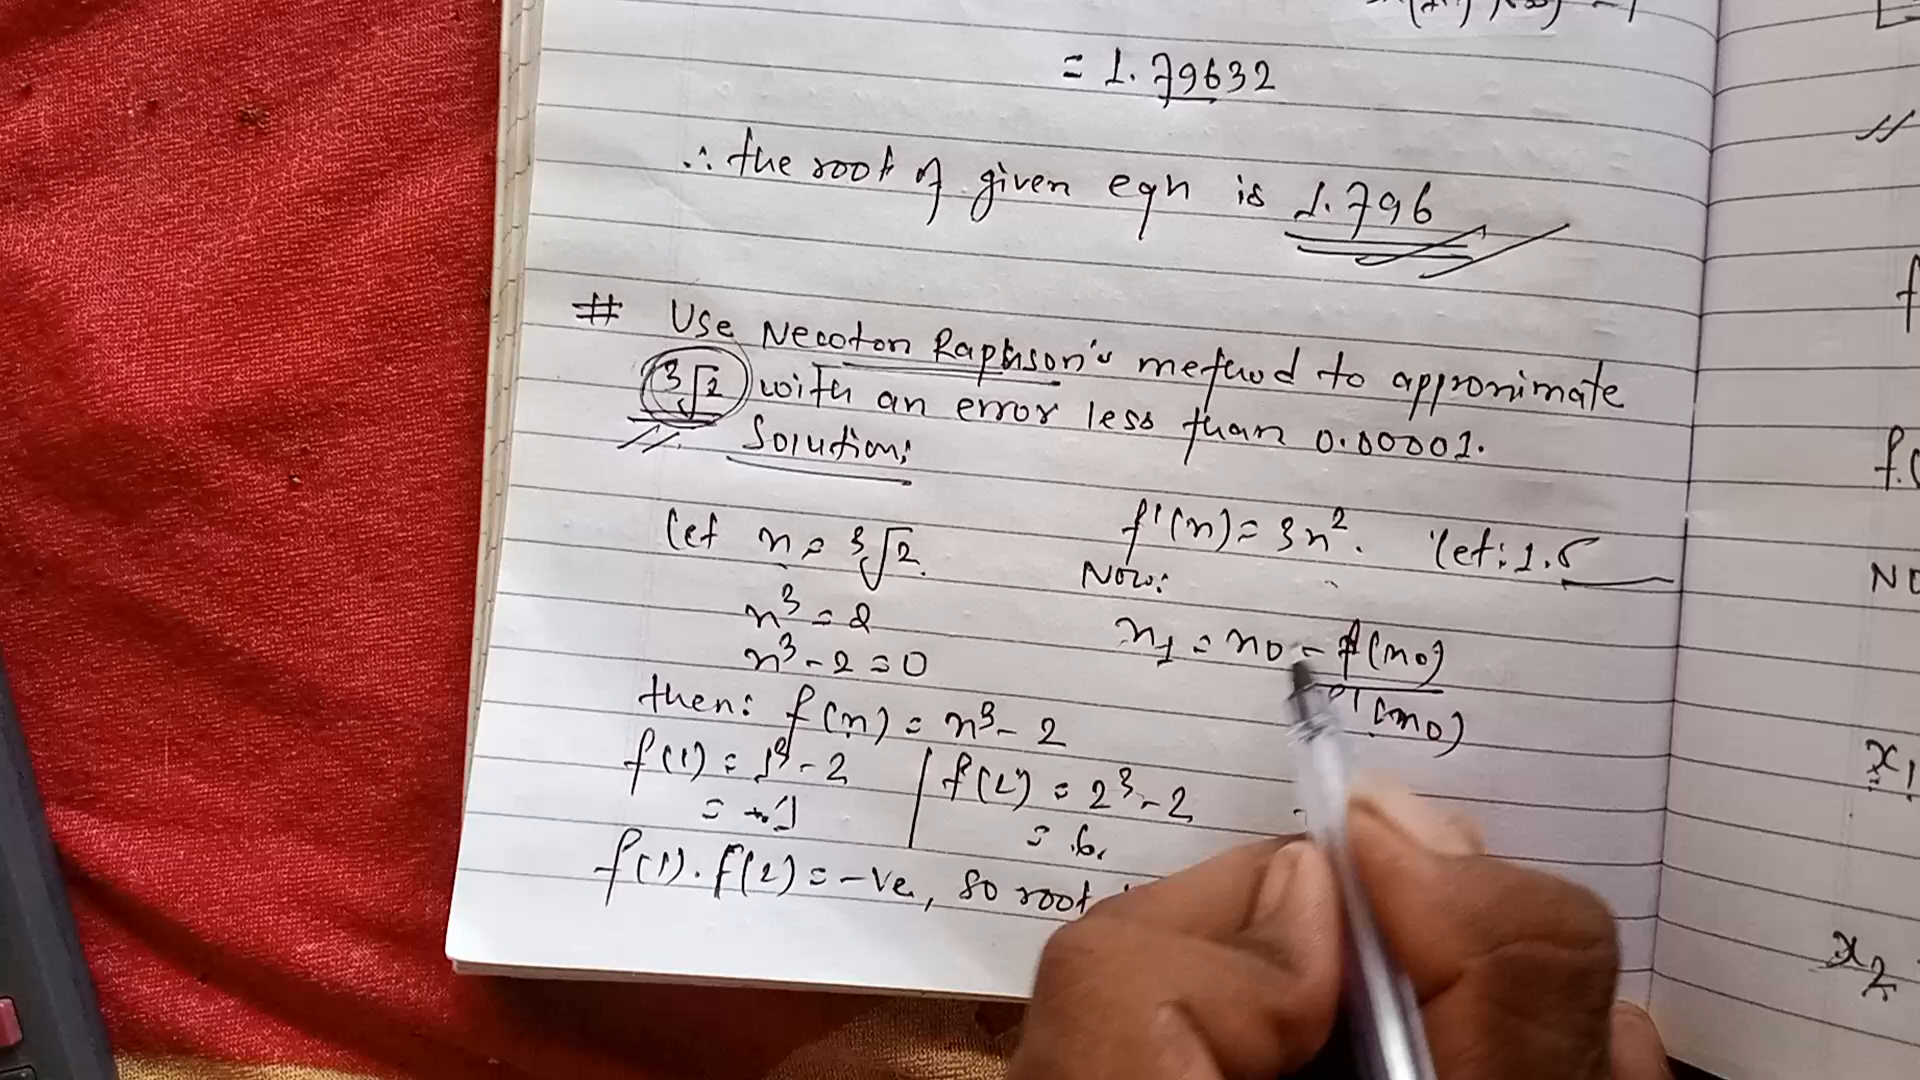 = 1.79632
∴ the root of given eqn is 1.796
# Use Newton Raphson's method to approximate
∛2 with an error less than 0.00001.
Solution:
Let x = ∛2.
x³ = 2
x³ - 2 = 0
then: f(x) = x³ - 2
f(1) = 1³ - 2
= -1
f(2) = 2³ - 2
= 6.
f(1). f(2) = -ve, so root
f'(x) = 3x². let: 1.5
Now:
x₁ = x₀ - f(x₀)
f'(x₀)
f
NO
x₁
x₂